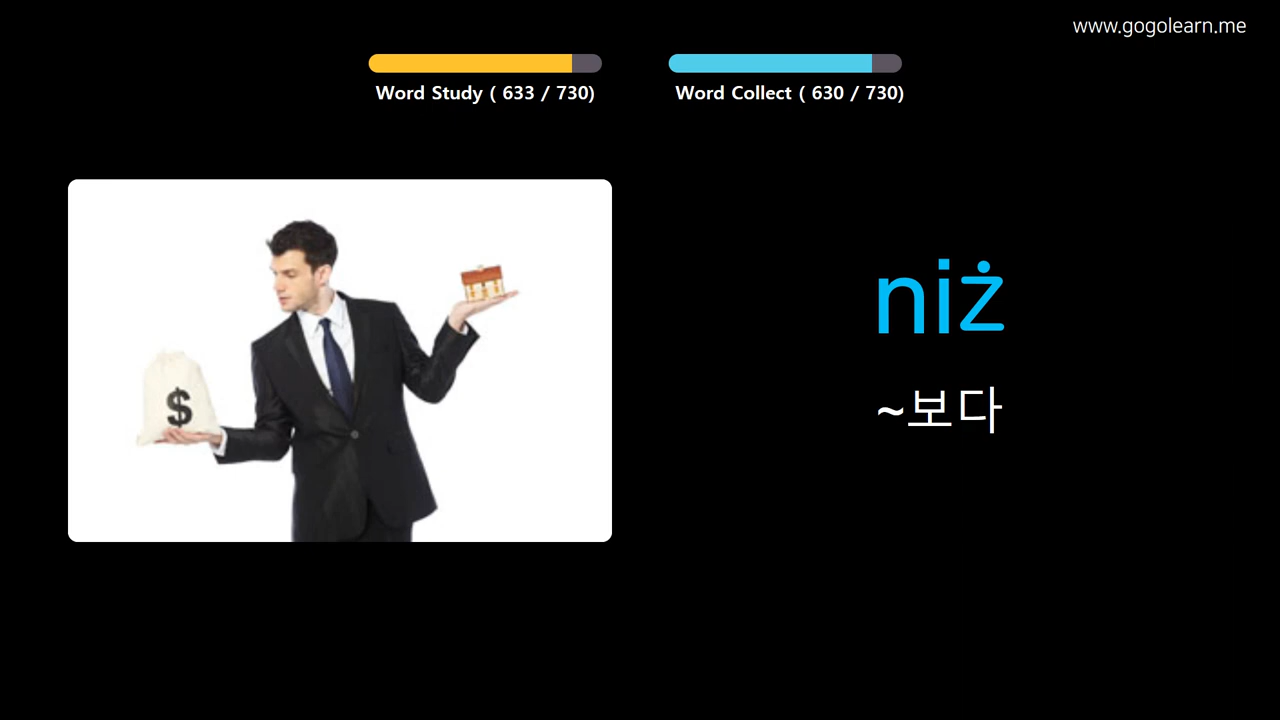 www.gogolearn.me
Word Study ( 633 / 730)
Word Collect ( 630 / 730)
$
niż
~보다